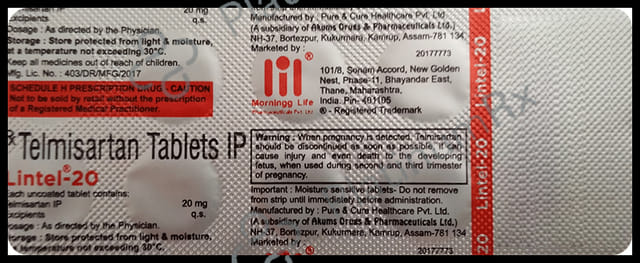 20 mg
excipients q.s.
Dosage : As directed by the Physician.
Storage : Store protected from light & moisture,
at a temperature not exceeding 30°C.
Keep all medicines out of reach of children.
Mfg. Lic. No. : 403/DR/MFG/2017
SCHEDULE H PRESCRIPTION DRUG - CAUTION
Not to be sold by retail without the prescription
of a Registered Medical Practitioner.
Telmisartan Tablets IP
Lintel®-20
Each uncoated tablet contains:
Telmisartan IP 20 mg
Excipients q.s.
Dosage : As directed by the Physician.
Storage : Store protected from light & moisture,
at a temperature not exceeding 30°C.
Manufactured by : Pure & Cure Healthcare Pvt. Ltd.
(A subsidiary of Akums Drugs & Pharmaceuticals Ltd.)
NH-37, Bortezpur, Kukurmara, Kamrup, Assam-781 134
Marketed by : 20177773
Morningg Life
Pharmaceuticals Pvt. Ltd.
101/8, Sonam Accord, New Golden
Nest, Phase-11, Bhayandar East,
Thane, Maharashtra,
India. Pin- 401105
® - Registered Trademark
Warning : When pregnancy is detected, Telmisartan
should be discontinued as soon as possible, it can
cause injury and even death to the developing
fetus, when used during second and third trimester
of pregnancy.
Important : Moisture sensitive tablets- Do not remove
from strip until immediately before administration.
Manufactured by : Pure & Cure Healthcare Pvt. Ltd.
(A subsidiary of Akums Drugs & Pharmaceuticals Ltd.)
NH-37, Bortezpur, Kukurmara, Kamrup, Assam-781 134
Marketed by : 20177773
20 Lintel-20 Lintel-20